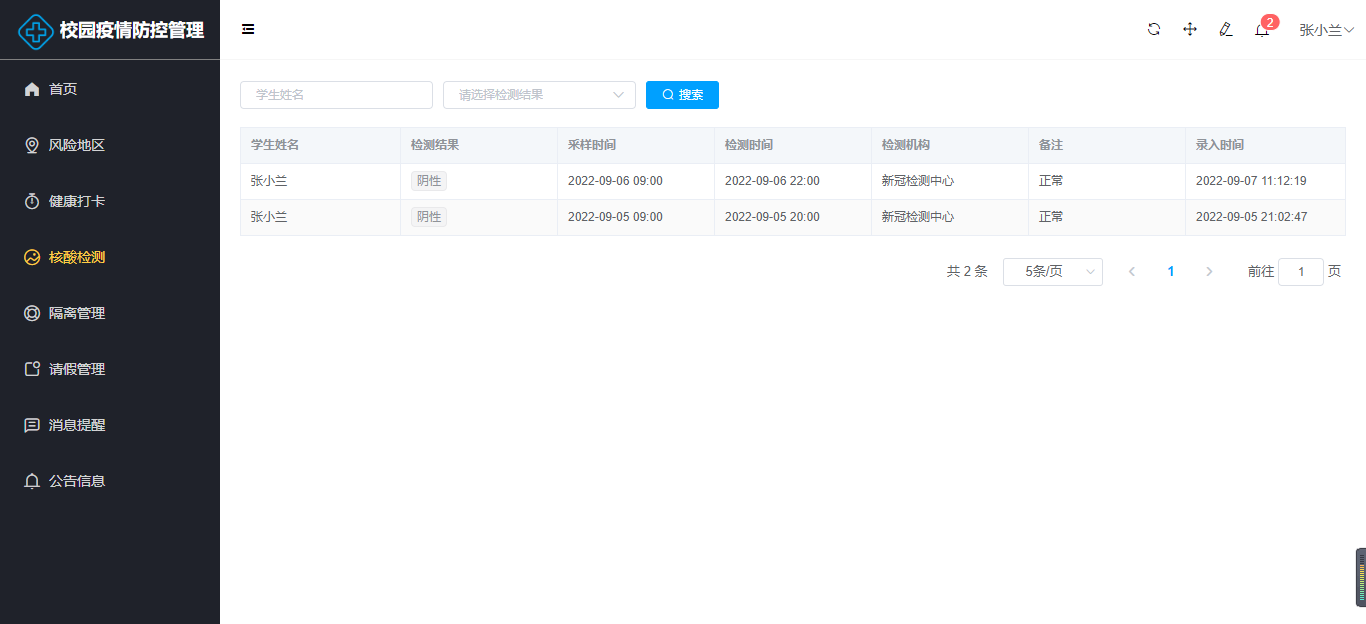 校园疫情防控管理
2
张小兰
首页
风险地区
健康打卡
核酸检测
隔离管理
请假管理
消息提醒
公告信息
学生姓名 请选择检测结果 搜索
学生姓名 检测结果 采样时间 检测时间 检测机构 备注 录入时间
张小兰 阴性 2022-09-06 09:00 2022-09-06 22:00 新冠检测中心 正常 2022-09-07 11:12:19
张小兰 阴性 2022-09-05 09:00 2022-09-05 20:00 新冠检测中心 正常 2022-09-05 21:02:47
共 2 条 5条/页 1 前往 1 页